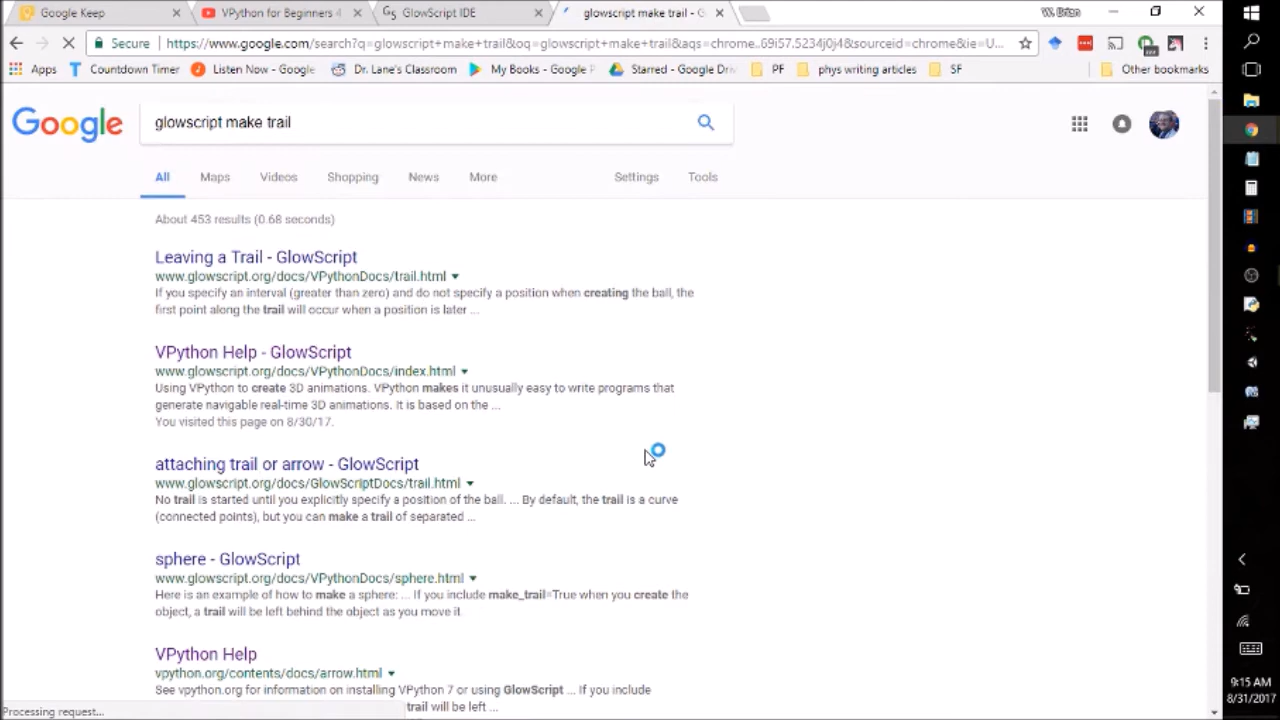 Google Keep
VPython for Beginners 4
GlowScript IDE
glowscript make trail - G
W. Brian
Secure
https://www.google.com/search?q=glowscript+make+trail&oq=glowscript+make+trail&aqs=chrome..69i57.5234j0j4&sourceid=chrome&ie=U...
Apps
Countdown Timer
Listen Now - Google
Dr. Lane's Classroom
My Books - Google P
Starred - Google Driv
PF
phys writing articles
SF
Other bookmarks
Google
glowscript make trail
All Maps Videos Shopping News More Settings Tools
About 453 results (0.68 seconds)
Leaving a Trail - GlowScript
www.glowscript.org/docs/VPythonDocs/trail.html
If you specify an interval (greater than zero) and do not specify a position when creating the ball, the
first point along the trail will occur when a position is later ...
VPython Help - GlowScript
www.glowscript.org/docs/VPythonDocs/index.html
Using VPython to create 3D animations. VPython makes it unusually easy to write programs that
generate navigable real-time 3D animations. It is based on the ...
You visited this page on 8/30/17.
attaching trail or arrow - GlowScript
www.glowscript.org/docs/GlowScriptDocs/trail.html
No trail is started until you explicitly specify a position of the ball. ... By default, the trail is a curve
(connected points), but you can make a trail of separated ...
sphere - GlowScript
www.glowscript.org/docs/VPythonDocs/sphere.html
Here is an example of how to make a sphere: ... If you include make_trail=True when you create the
object, a trail will be left behind the object as you move it.
VPython Help
vpython.org/contents/docs/arrow.html
See vpython.org for information on installing VPython 7 or using GlowScript ... If you include
trail will be left ...
Processing request...
9:15 AM
8/31/2017